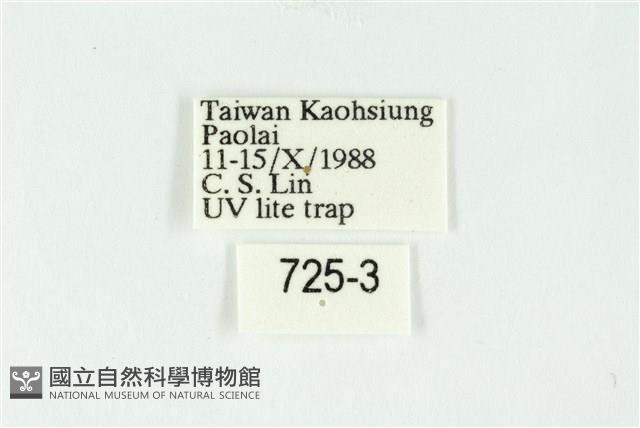 Taiwan Kaohsiung
Paolai
11-15/X/1988
C. S. Lin
UV lite trap
725-3
國立自然科學博物館
NATIONAL MUSEUM OF NATURAL SCIENCE